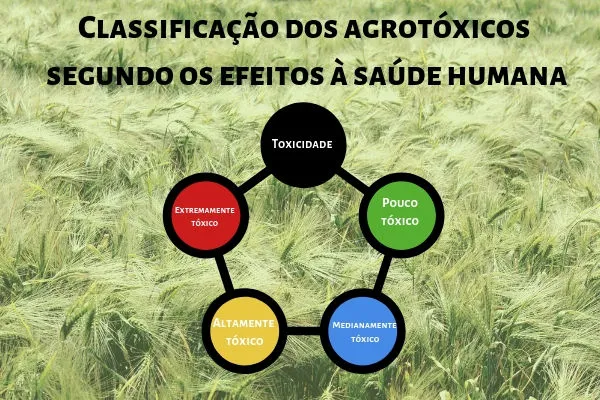 Classificação dos agrotóxicos
segundo os efeitos à saúde humana
Toxicidade
Extremamente
tóxico
Pouco
tóxico
Altamente
tóxico
Medianamente
tóxico